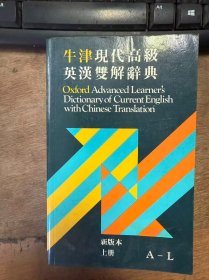 牛津現代高級
英漢雙解辭典
Oxford Advanced Learner's
Dictionary of Current English
with Chinese Translation
新版本
上册 A–L